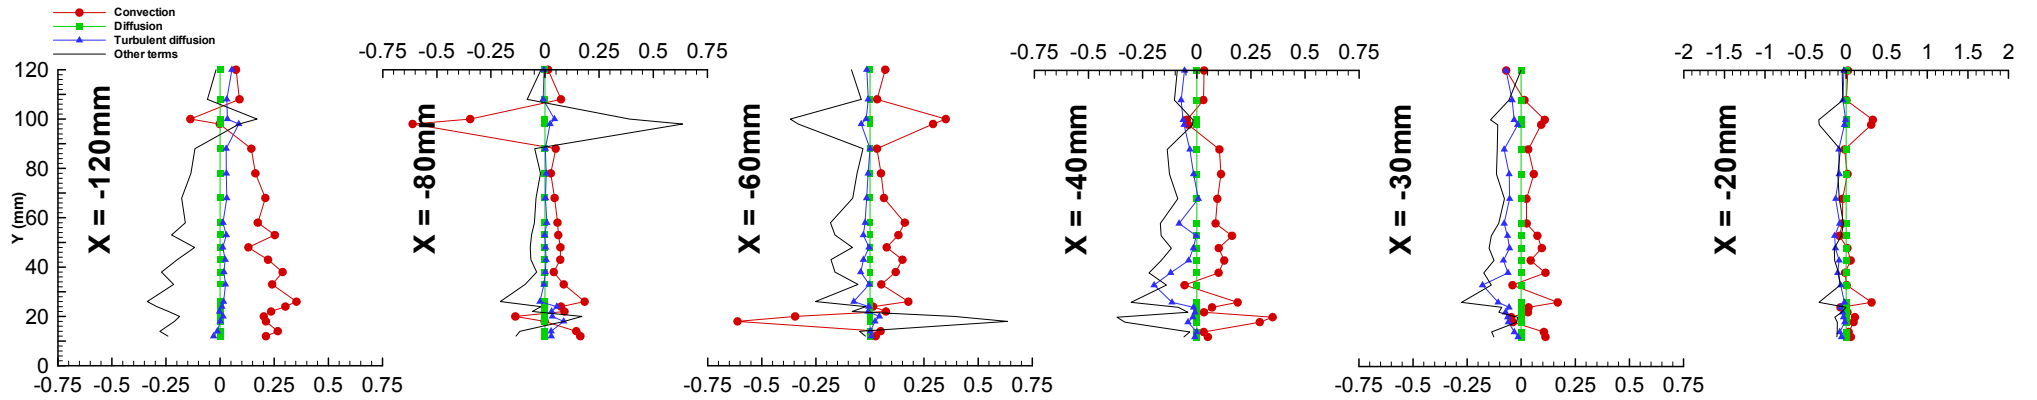 Convection
Diffusion
Turbulent diffusion
Other terms
-0.75 -0.5 -0.25 0 0.25 0.5 0.75
-0.75 -0.5 -0.25 0 0.25 0.5 0.75
-2 -1.5 -1 -0.5 0 0.5 1 1.5 2
120
100
80
60
40
20
0
Y (mm)
X = -120mm
X = -80mm
X = -60mm
X = -40mm
X = -30mm
X = -20mm
-0.75 -0.5 -0.25 0 0.25 0.5 0.75
-0.75 -0.5 -0.25 0 0.25 0.5 0.75
-0.75 -0.5 -0.25 0 0.25 0.5 0.75